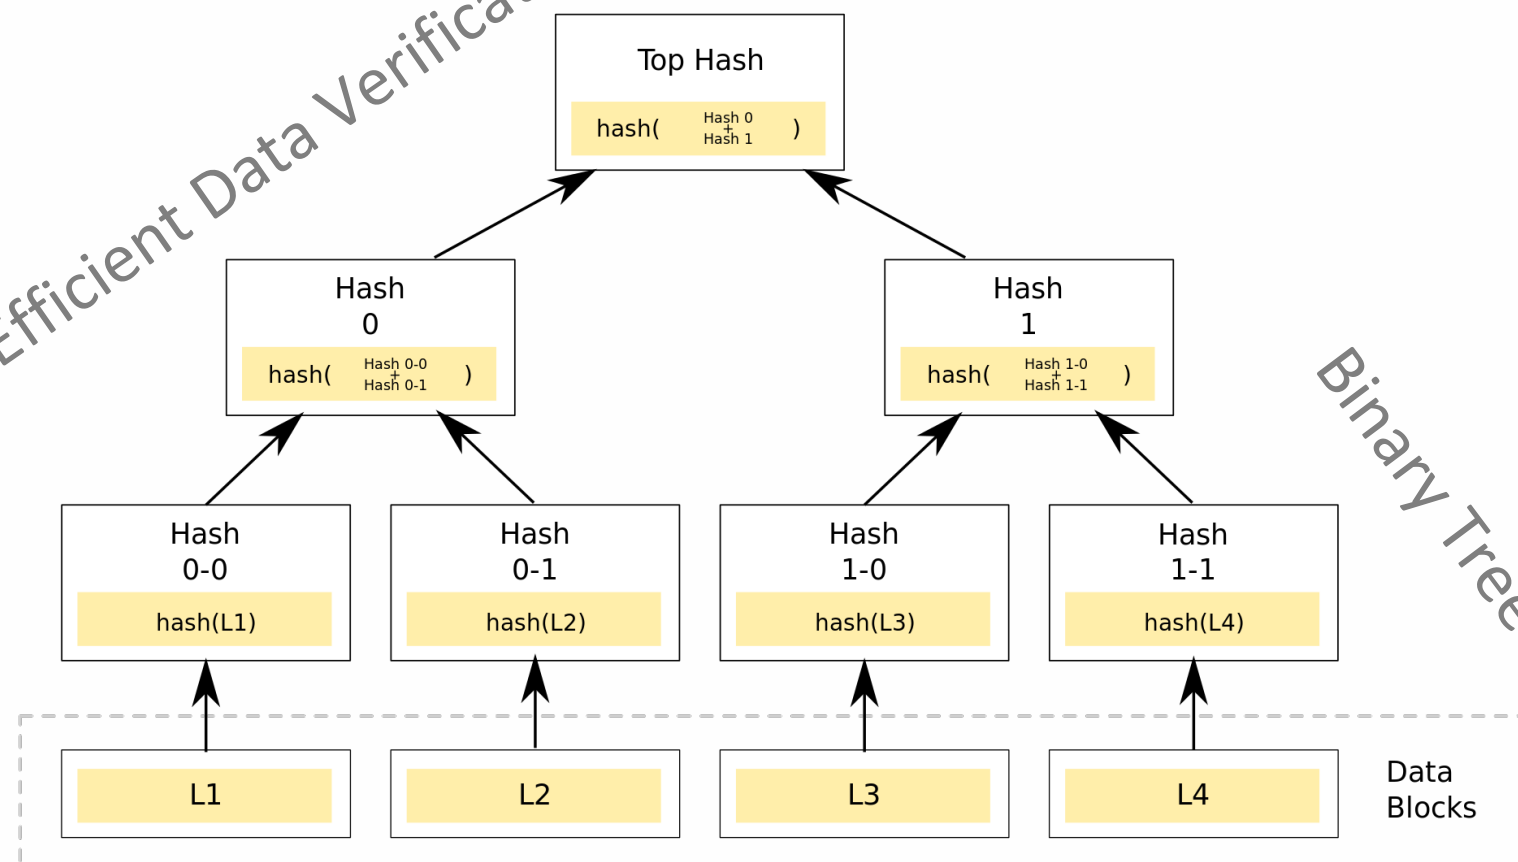 Efficient Data Verifica
Top Hash
hash( Hash 0 + Hash 1 )
Hash
0
hash( Hash 0-0 + Hash 0-1 )
Hash
1
hash( Hash 1-0 + Hash 1-1 )
Binary Tree
Hash
0-0
hash(L1)
Hash
0-1
hash(L2)
Hash
1-0
hash(L3)
Hash
1-1
hash(L4)
L1
L2
L3
L4
Data
Blocks